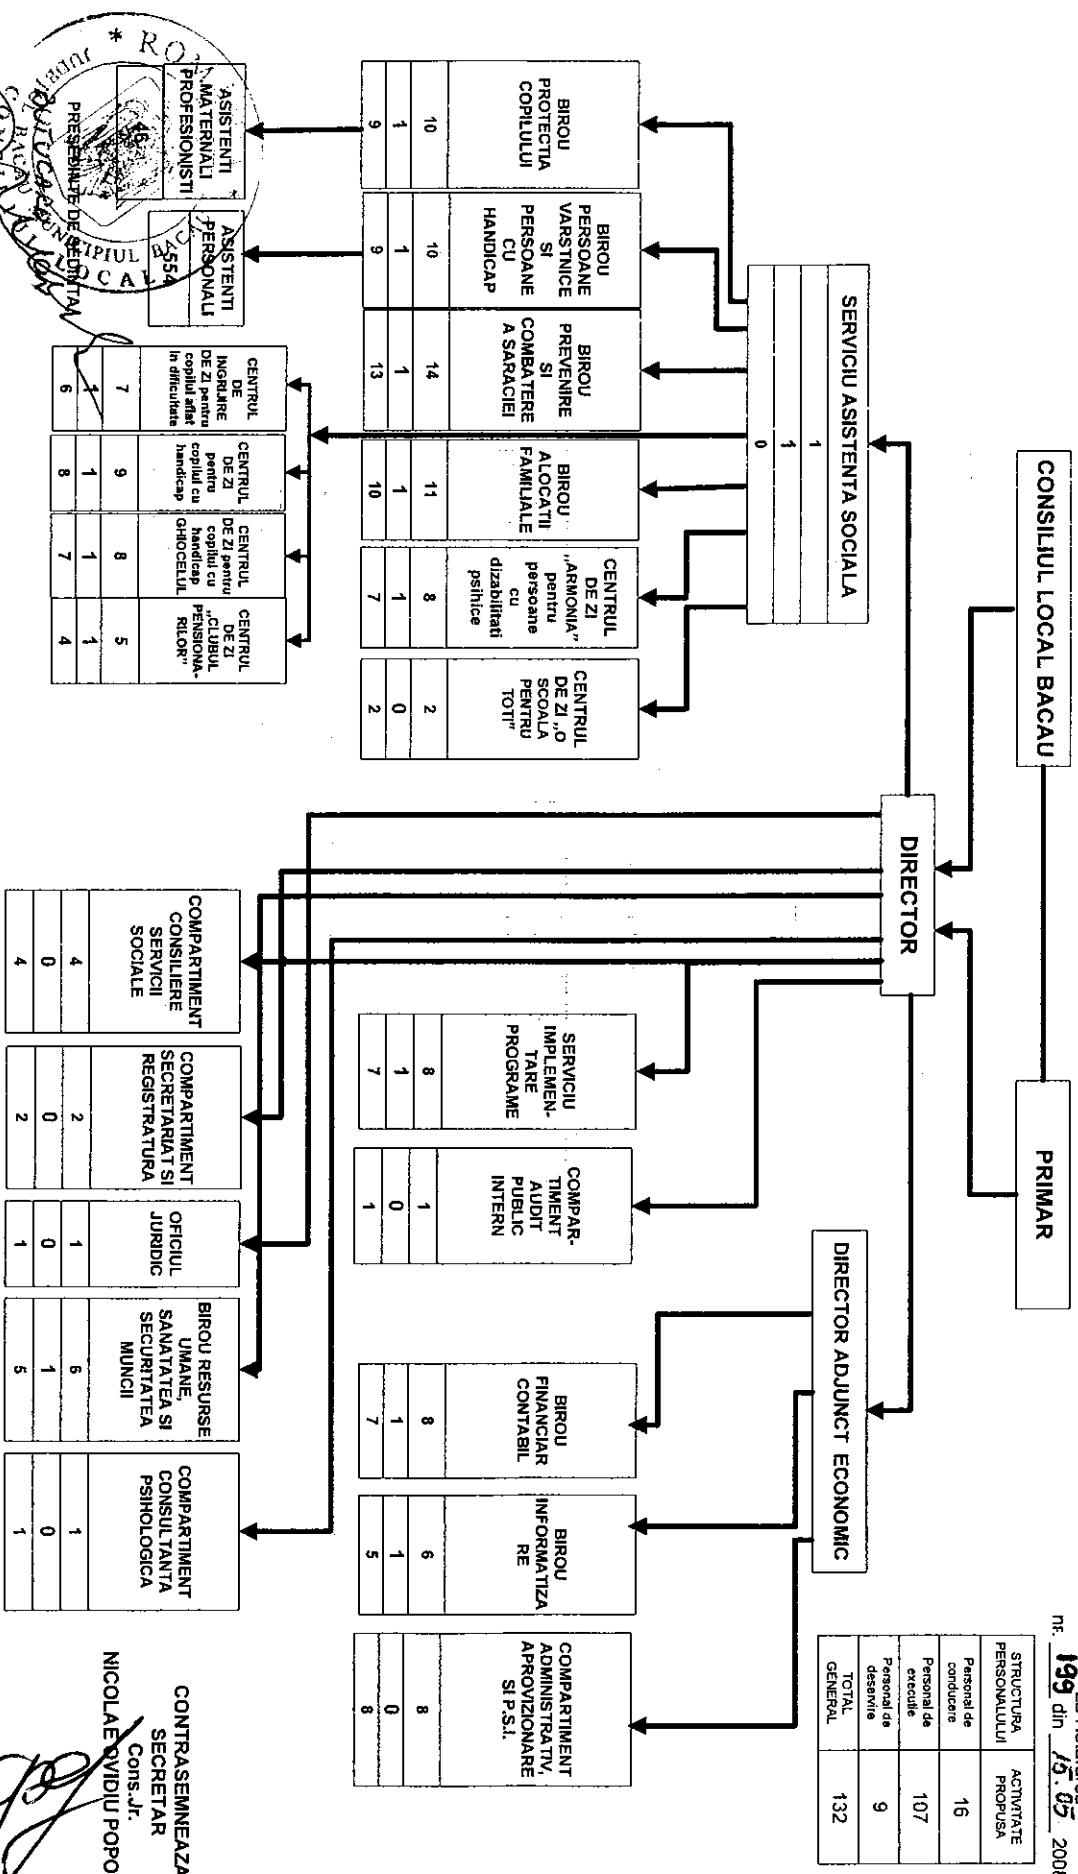 nr. 199 din 15.05 2008
STRUCTURA
PERSONALULUI
ACTIVITATE
PROPUSA
Personal de
conducere
16
Personal de
executie
107
Personal de
deservire
9
TOTAL
GENERAL
132
CONSILIUL LOCAL BACAU
PRIMAR
DIRECTOR
SERVICIU ASISTENTA SOCIALA
1
1
0
DIRECTOR ADJUNCT ECONOMIC
BIROU
PROTECTIA
COPILULUI
10
1
9
BIROU
PERSOANE
VARSTNICE
SI
PERSOANE
CU
HANDICAP
10
1
9
BIROU
PREVENIRE
SI
COMBATERE
A SARACIEI
14
1
13
BIROU
ALOCATII
FAMILIALE
11
1
10
CENTRUL
DE ZI
„ARMONIA"
pentru
persoane
cu
dizabilitati
psihice
8
1
7
CENTRUL
DE ZI „O
SCOALA
PENTRU
TOTI"
2
0
2
SERVICIU
IMPLEMEN-
TARE
PROGRAME
8
1
7
COMPAR-
TIMENT
AUDIT
PUBLIC
INTERN
1
0
1
BIROU
FINANCIAR
CONTABIL
8
1
7
BIROU
INFORMATIZA
RE
6
1
5
COMPARTIMENT
ADMINISTRATIV,
APROVIZIONARE
SI P.S.I.
8
0
8
ASISTENTI
MATERNALI
PROFESIONISTI
46
ASISTENTI
PERSONALI
554
CENTRUL
DE
INGRIJIRE
DE ZI pentru
copilul aflat
in dificultate
7
1
6
CENTRUL
DE ZI
pentru
copilul cu
handicap
9
1
8
CENTRUL
DE ZI pentru
copilul cu
handicap
GHIOCELUL
8
1
7
CENTRUL
DE ZI
„CLUBUL
PENSIONA-
RILOR"
5
1
4
COMPARTIMENT
CONSILIERE
SERVICII
SOCIALE
4
0
4
COMPARTIMENT
SECRETARIAT SI
REGISTRATURA
2
0
2
OFICIUL
JURIDIC
1
0
1
BIROU RESURSE
UMANE,
SANATATEA SI
SECURITATEA
MUNCII
6
1
5
COMPARTIMENT
CONSULTANTA
PSIHOLOGICA
1
0
1
PRESEDINTE DE SEDINTA
CONTRASEMNEAZA
SECRETAR
Cons.Jr.
NICOLAE OVIDIU POPO